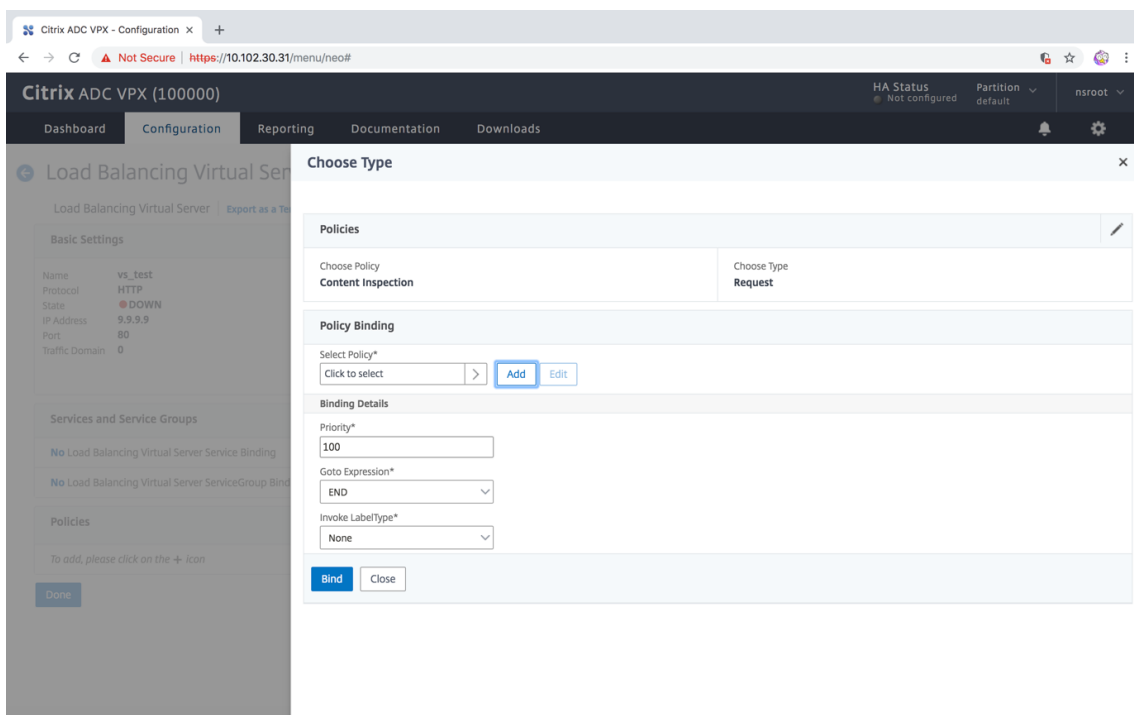 Citrix ADC VPX - Configuration
Not Secure | https://10.102.30.31/menu/neo#
Citrix ADC VPX (100000)
HA Status
Not configured
Partition
default
nsroot
Dashboard Configuration Reporting Documentation Downloads
Load Balancing Virtual Ser
Load Balancing Virtual Server | Export as a Te
Basic Settings
Name vs_test
Protocol HTTP
State DOWN
IP Address 9.9.9.9
Port 80
Traffic Domain 0
Services and Service Groups
No Load Balancing Virtual Server Service Binding
No Load Balancing Virtual Server ServiceGroup Bind
Policies
To add, please click on the + icon
Done
Choose Type
Policies
Choose Policy
Content Inspection
Choose Type
Request
Policy Binding
Select Policy*
Click to select
Add Edit
Binding Details
Priority*
100
Goto Expression*
END
Invoke LabelType*
None
Bind Close